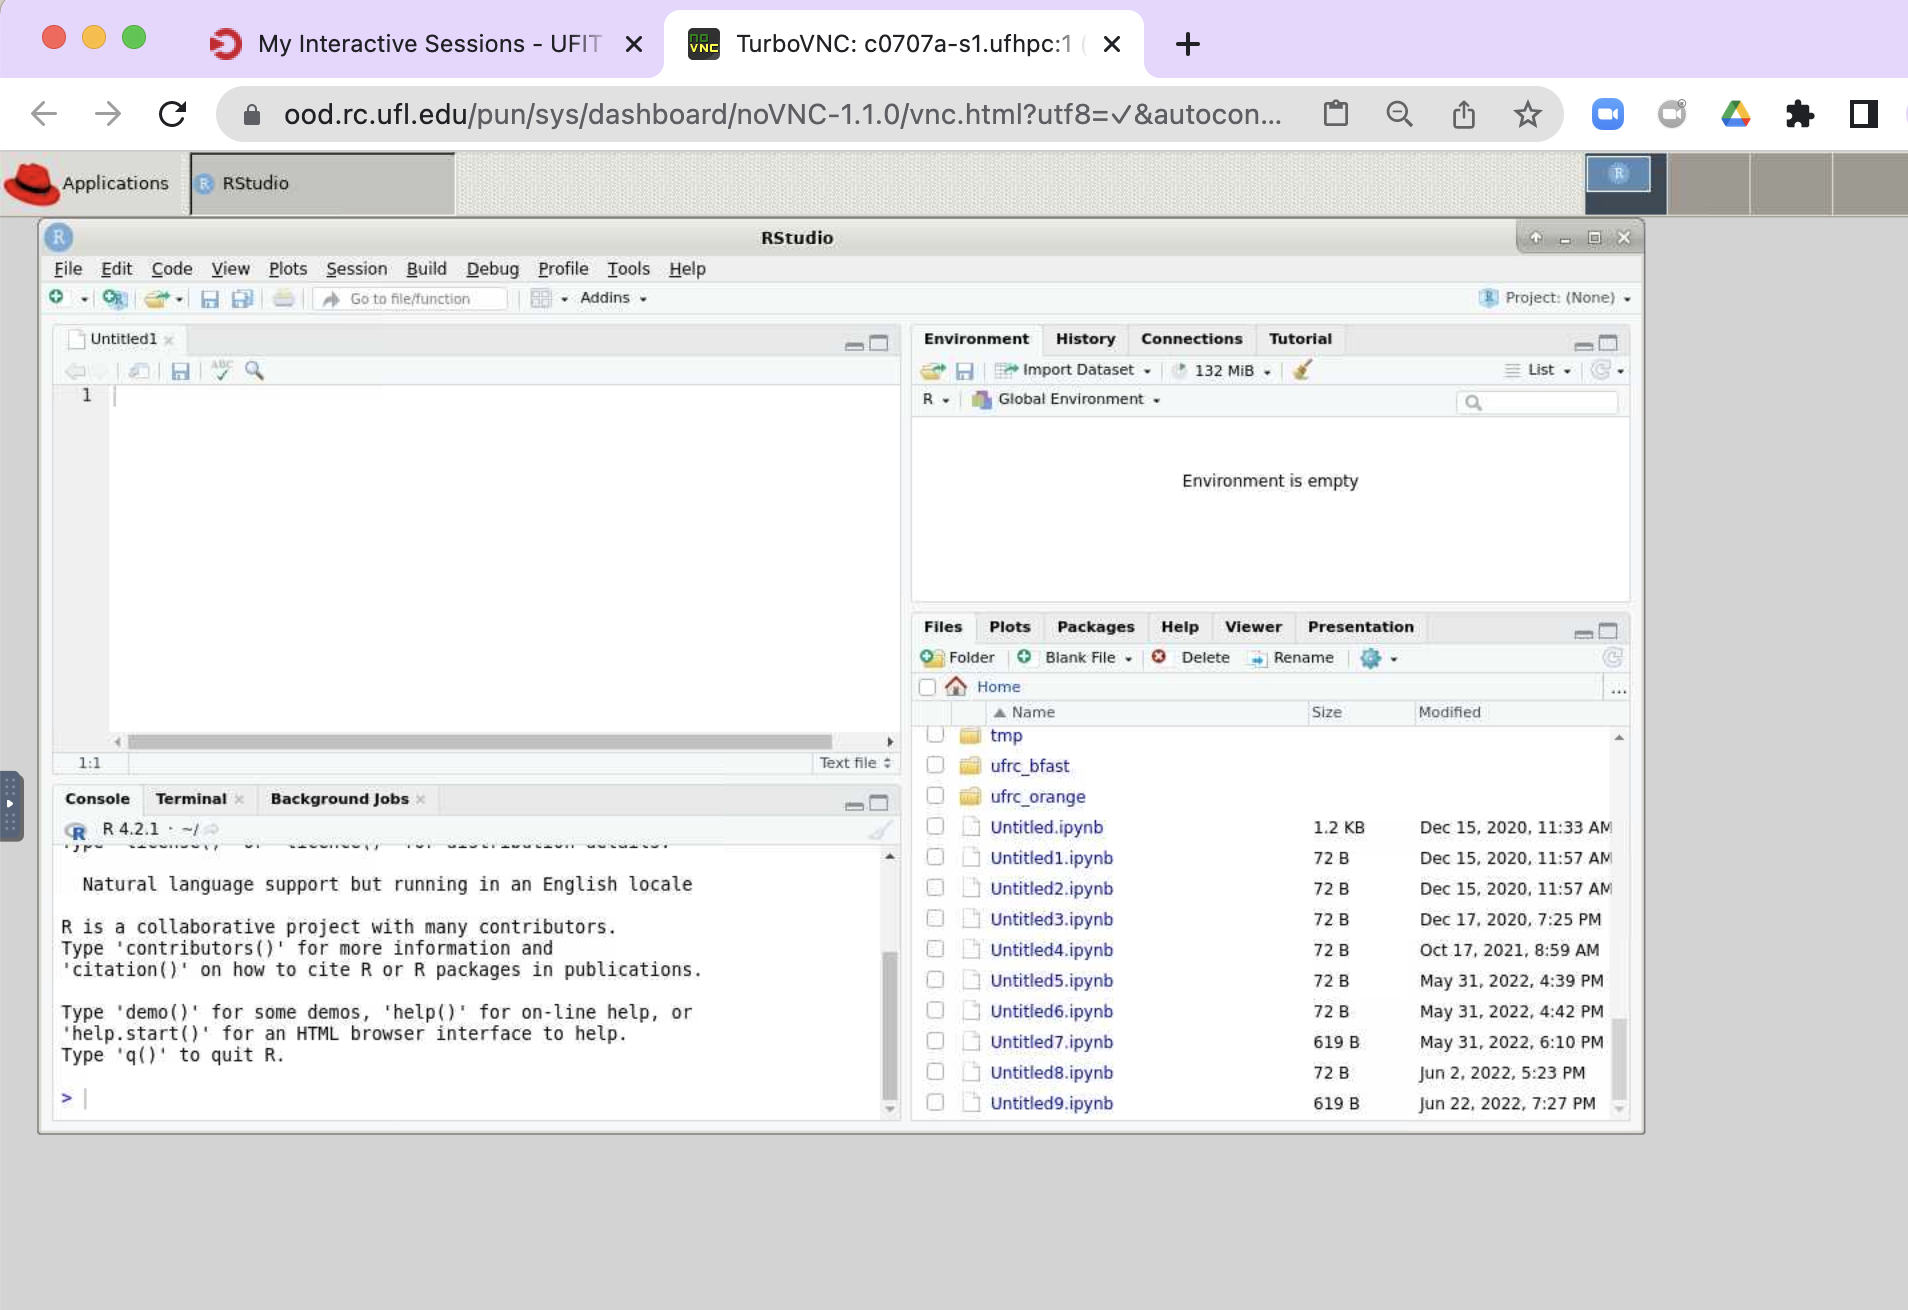 My Interactive Sessions - UFIT
TurboVNC: c0707a-s1.ufhpc:1 (
ood.rc.ufl.edu/pun/sys/dashboard/noVNC-1.1.0/vnc.html?utf8=✓&autocon...
Applications
RStudio
RStudio
File Edit Code View Plots Session Build Debug Profile Tools Help
Go to file/function
Addins
Project: (None)
Untitled1
1
1:1
Text file
Environment History Connections Tutorial
Import Dataset
132 MiB
List
R
Global Environment
Environment is empty
Console Terminal Background Jobs
R 4.2.1 · ~/
Type 'license()' or 'licence()' for distribution details.
Natural language support but running in an English locale
R is a collaborative project with many contributors.
Type 'contributors()' for more information and
'citation()' on how to cite R or R packages in publications.
Type 'demo()' for some demos, 'help()' for on-line help, or
'help.start()' for an HTML browser interface to help.
Type 'q()' to quit R.
>
Files Plots Packages Help Viewer Presentation
Folder Blank File Delete Rename
Home
...
Name Size Modified
tmp
ufrc_bfast
ufrc_orange
Untitled.ipynb 1.2 KB Dec 15, 2020, 11:33 AM
Untitled1.ipynb 72 B Dec 15, 2020, 11:57 AM
Untitled2.ipynb 72 B Dec 15, 2020, 11:57 AM
Untitled3.ipynb 72 B Dec 17, 2020, 7:25 PM
Untitled4.ipynb 72 B Oct 17, 2021, 8:59 AM
Untitled5.ipynb 72 B May 31, 2022, 4:39 PM
Untitled6.ipynb 72 B May 31, 2022, 4:42 PM
Untitled7.ipynb 619 B May 31, 2022, 6:10 PM
Untitled8.ipynb 72 B Jun 2, 2022, 5:23 PM
Untitled9.ipynb 619 B Jun 22, 2022, 7:27 PM